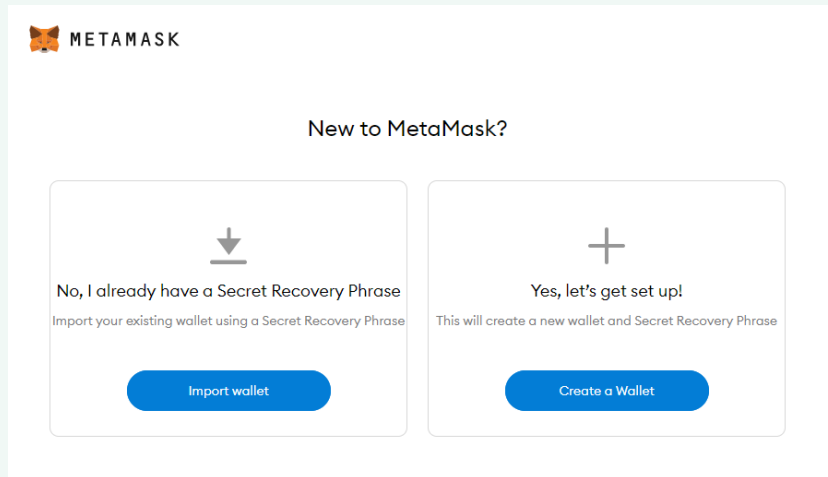 METAMASK
New to MetaMask?
No, I already have a Secret Recovery Phrase
Import your existing wallet using a Secret Recovery Phrase
Import wallet
Yes, let’s get set up!
This will create a new wallet and Secret Recovery Phrase
Create a Wallet